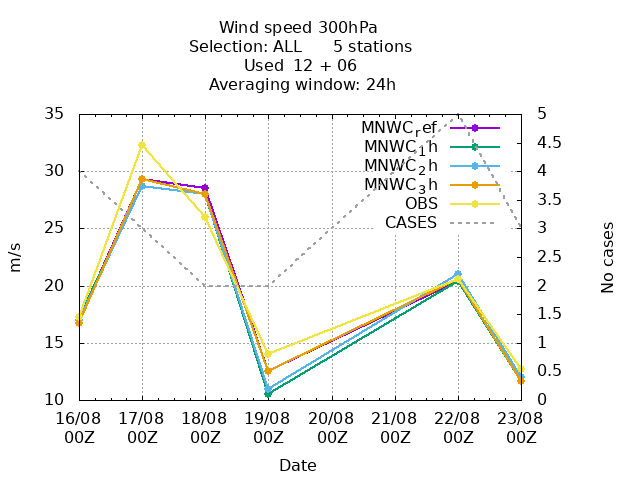 Wind speed 300hPa
Selection: ALL 5 stations
Used 12 + 06
Averaging window: 24h
35
30
25
20
15
10
m/s
5
4.5
4
3.5
3
2.5
2
1.5
1
0.5
0
No cases
MNWC_ref
MNWC_1h
MNWC_2h
MNWC_3h
OBS
CASES
16/08 17/08 18/08 19/08 20/08 21/08 22/08 23/08
00Z 00Z 00Z 00Z 00Z 00Z 00Z 00Z
Date